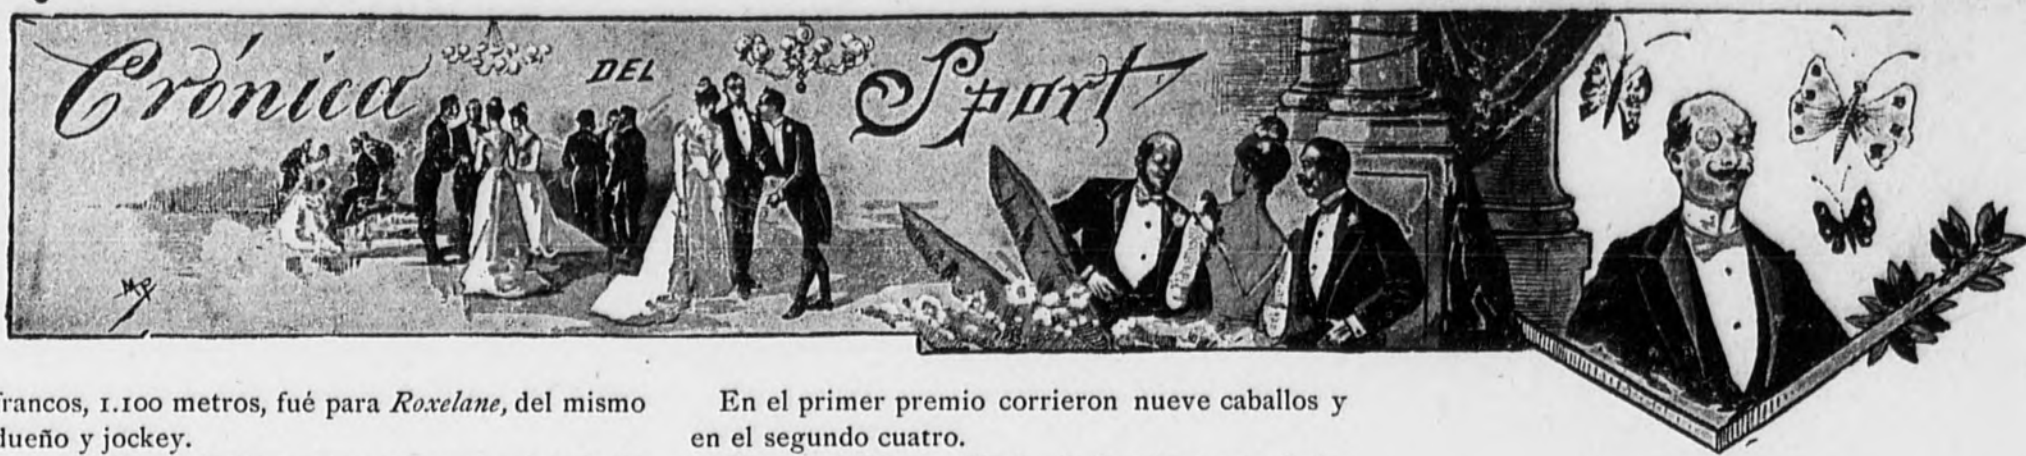 Crónica DEL Sport
MP
francos, 1.100 metros, fué para Roxelane, del mismo
dueño y jockey.
En el primer premio corrieron nueve caballos y
en el segundo cuatro.